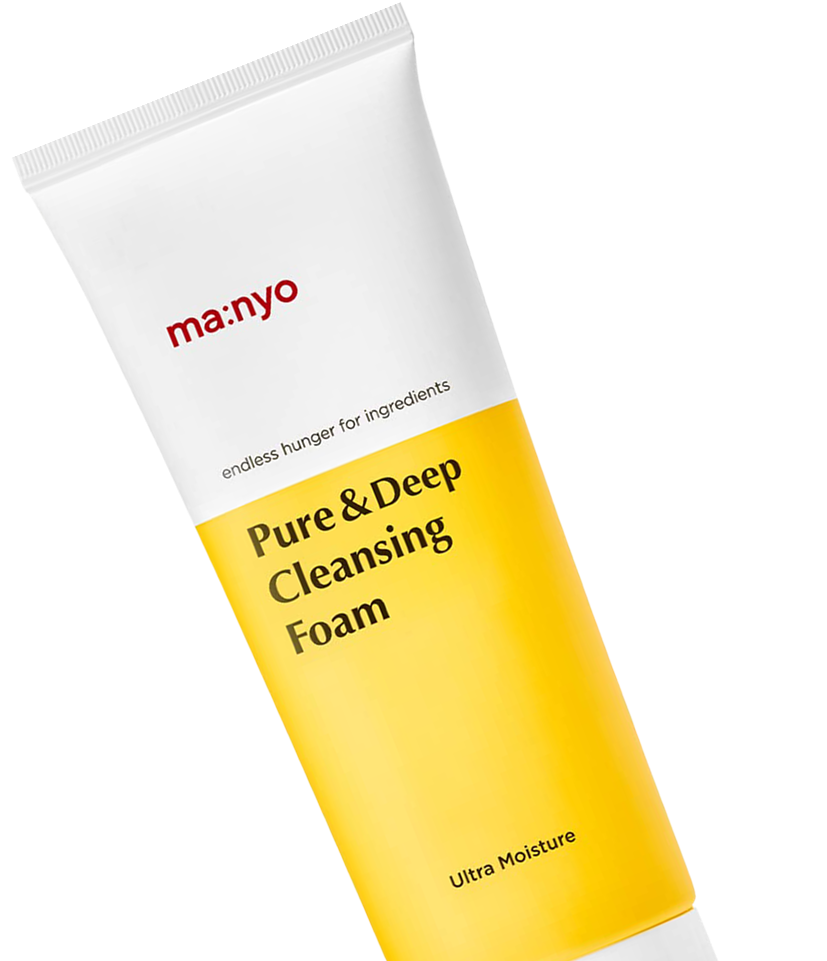 ma:nyo
endless hunger for ingredients
Pure & Deep
Cleansing
Foam
Ultra Moisture